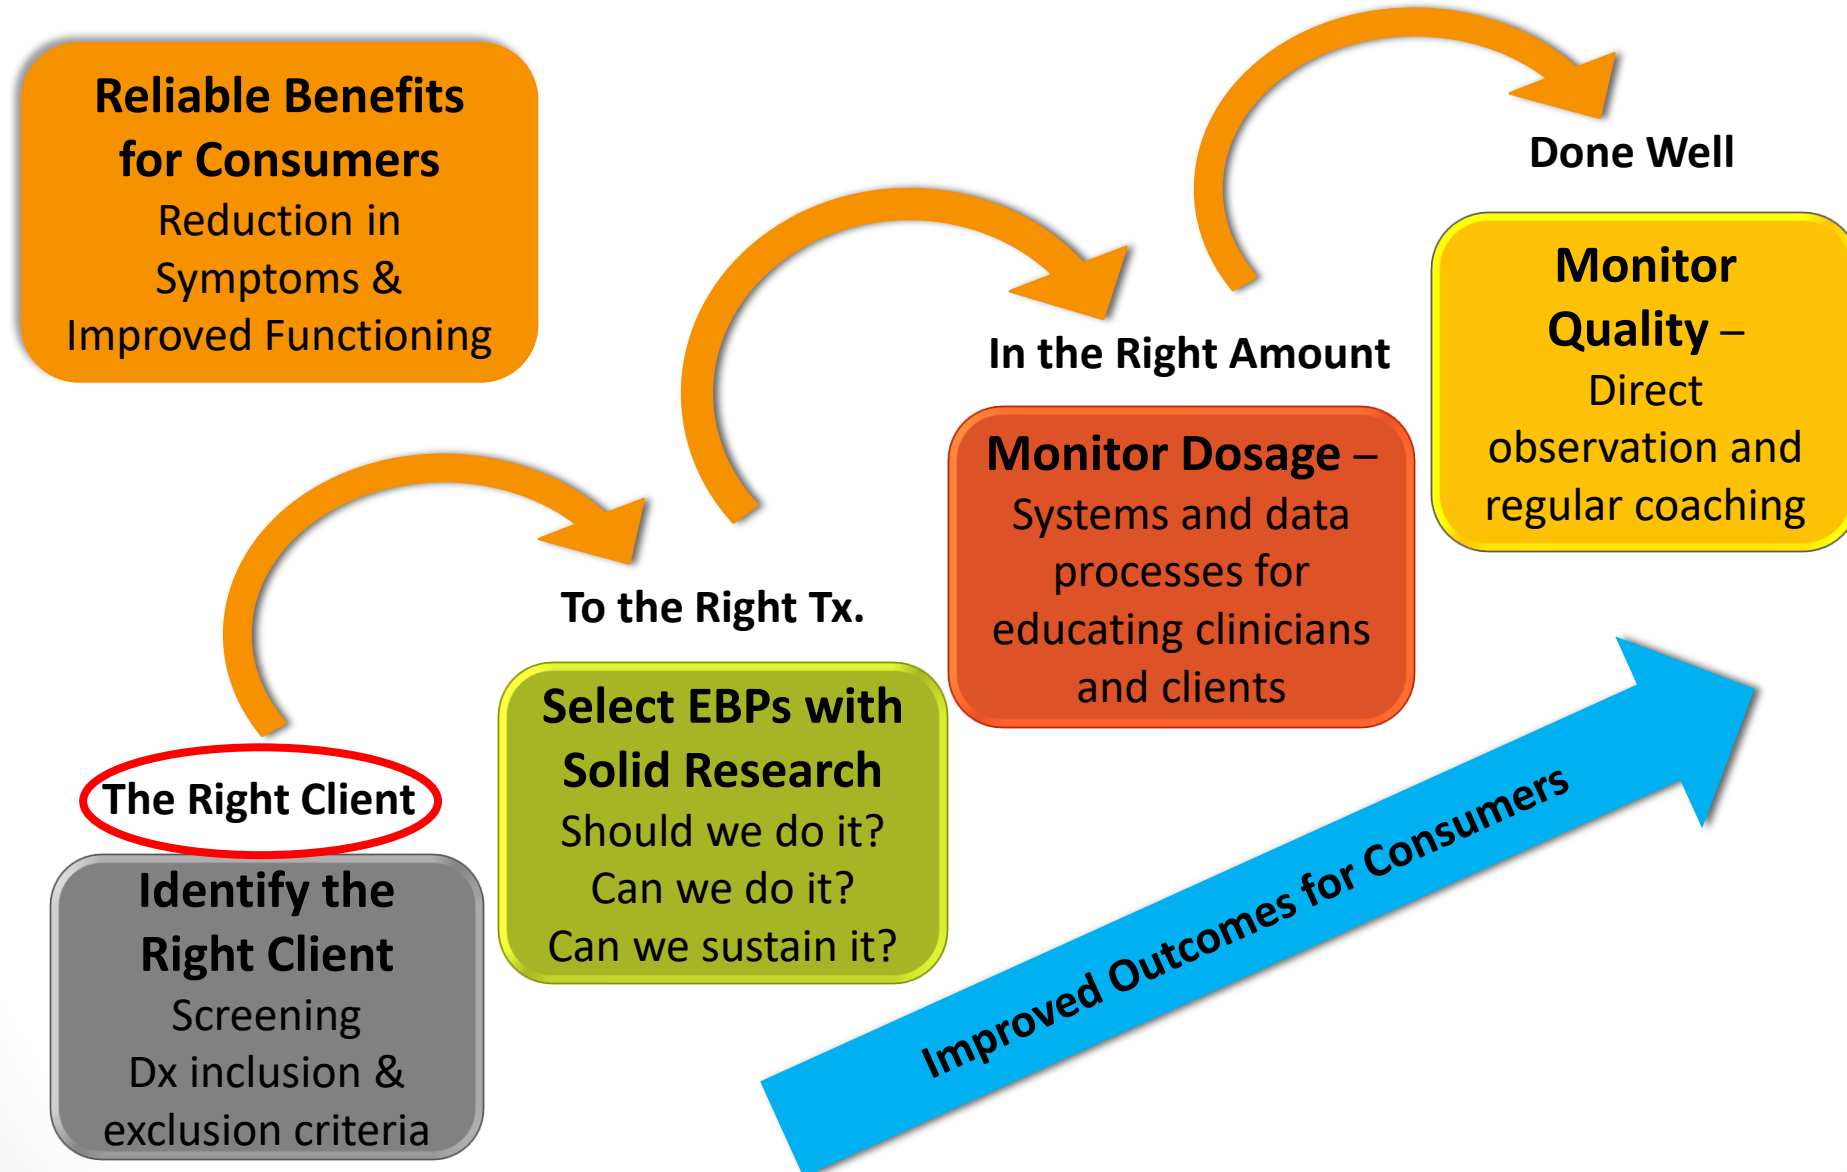 Reliable Benefits
for Consumers
Reduction in
Symptoms &
Improved Functioning
The Right Client
Identify the
Right Client
Screening
Dx inclusion &
exclusion criteria
To the Right Tx.
Select EBPs with
Solid Research
Should we do it?
Can we do it?
Can we sustain it?
In the Right Amount
Monitor Dosage –
Systems and data
processes for
educating clinicians
and clients
Done Well
Monitor
Quality –
Direct
observation and
regular coaching
Improved Outcomes for Consumers